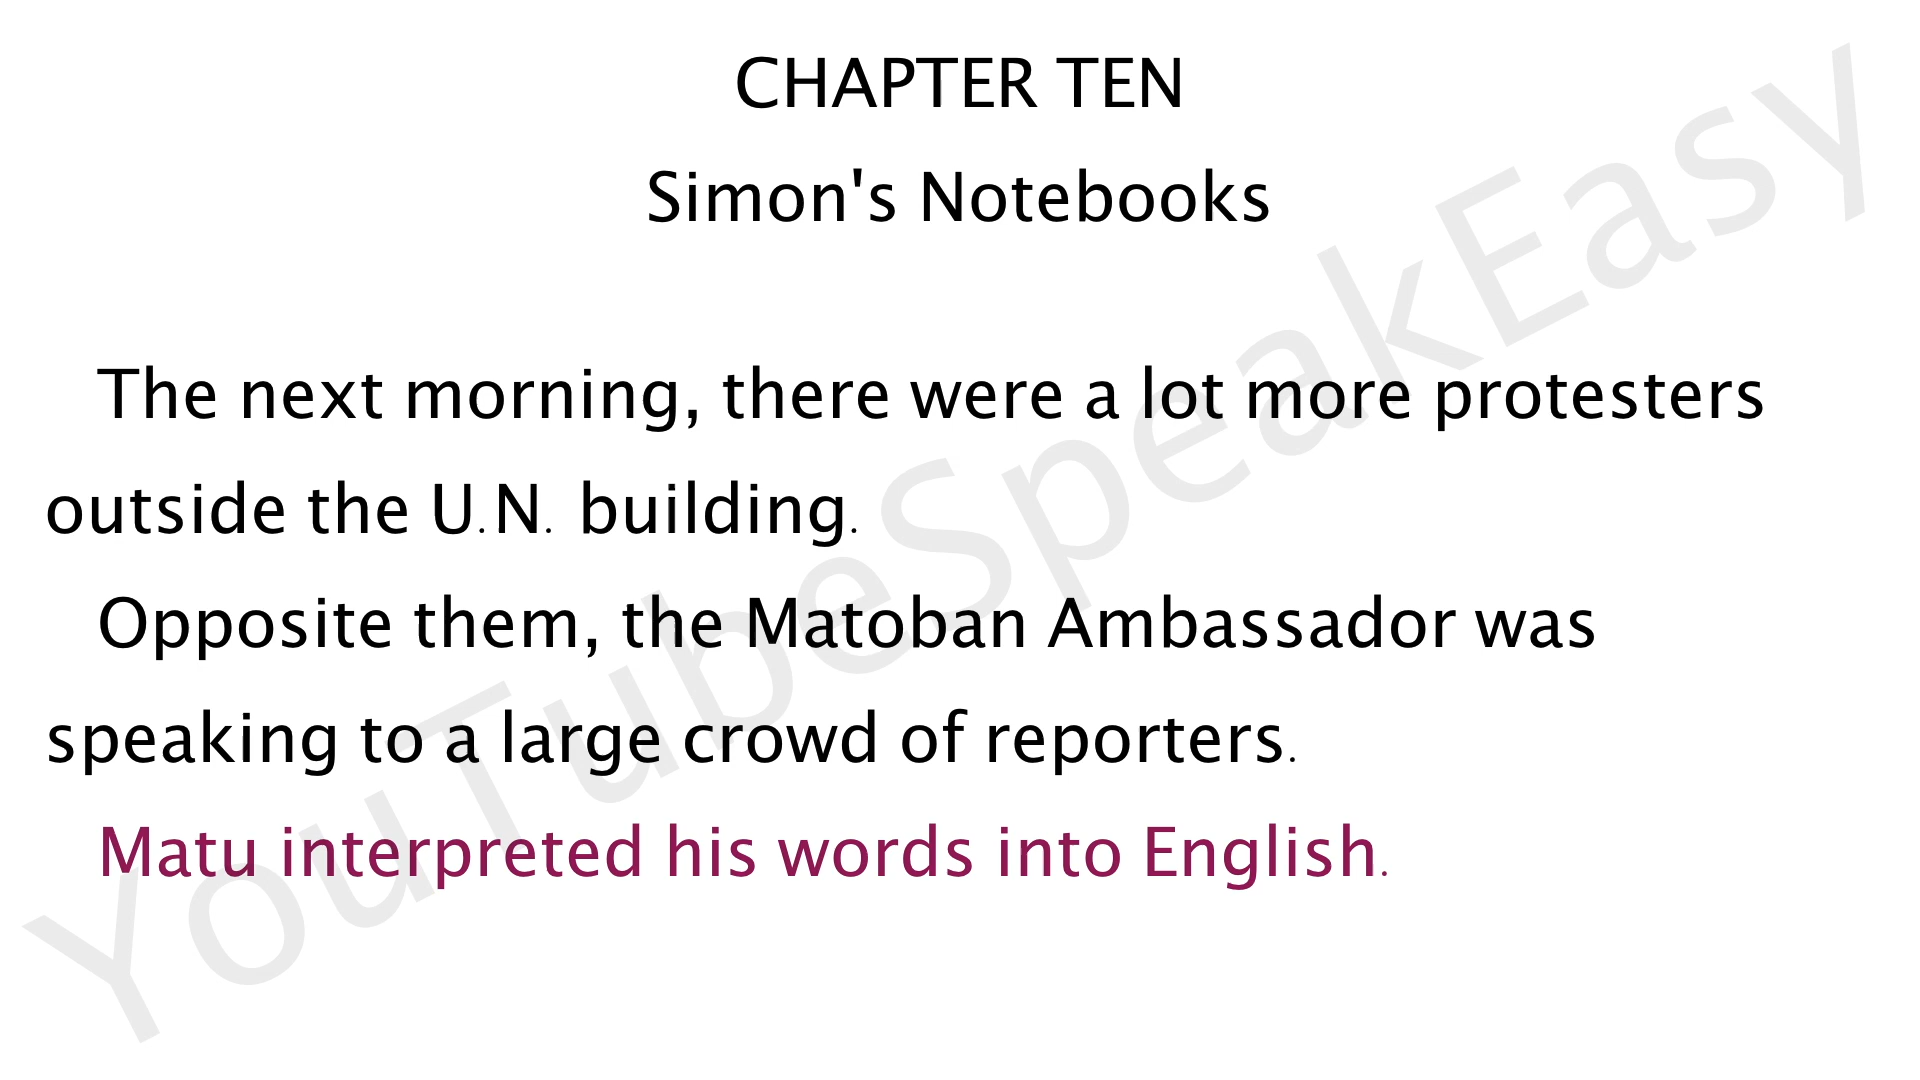 CHAPTER TEN
Simon's Notebooks
The next morning, there were a lot more protesters
outside the U.N. building.
Opposite them, the Matoban Ambassador was
speaking to a large crowd of reporters.
Matu interpreted his words into English.
YouTubeSpeakEasy